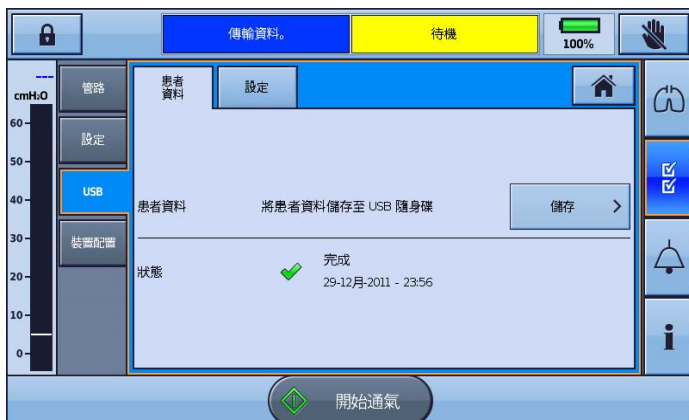 傳輸資料。
待機
100%
---
cmH₂O
60
50
40
30
20
10
0
管路
設定
USB
裝置配置
患者
資料
設定
患者資料
將患者資料儲存至 USB 隨身碟
儲存
狀態
完成
29-12月-2011 - 23:56
開始通氣